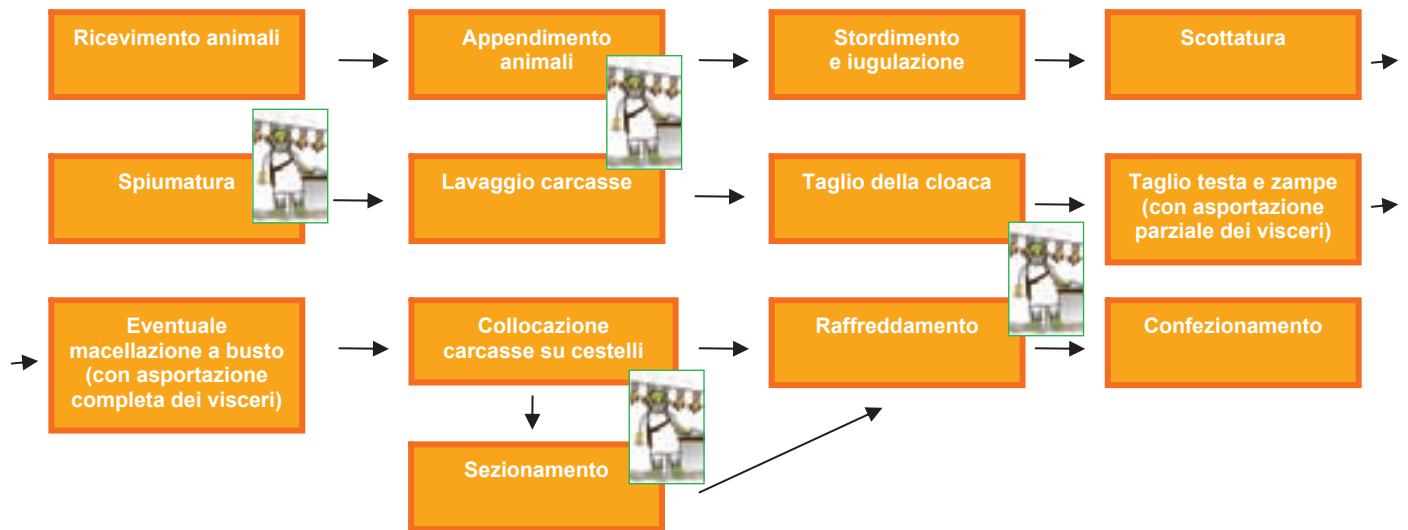 Ricevimento animali
Appendimento
animali
Stordimento
e iugulazione
Scottatura
Spiumatura
Lavaggio carcasse
Taglio della cloaca
Taglio testa e zampe
(con asportazione
parziale dei visceri)
Eventuale
macellazione a busto
(con asportazione
completa dei visceri)
Collocazione
carcasse su cestelli
Raffreddamento
Confezionamento
Sezionamento